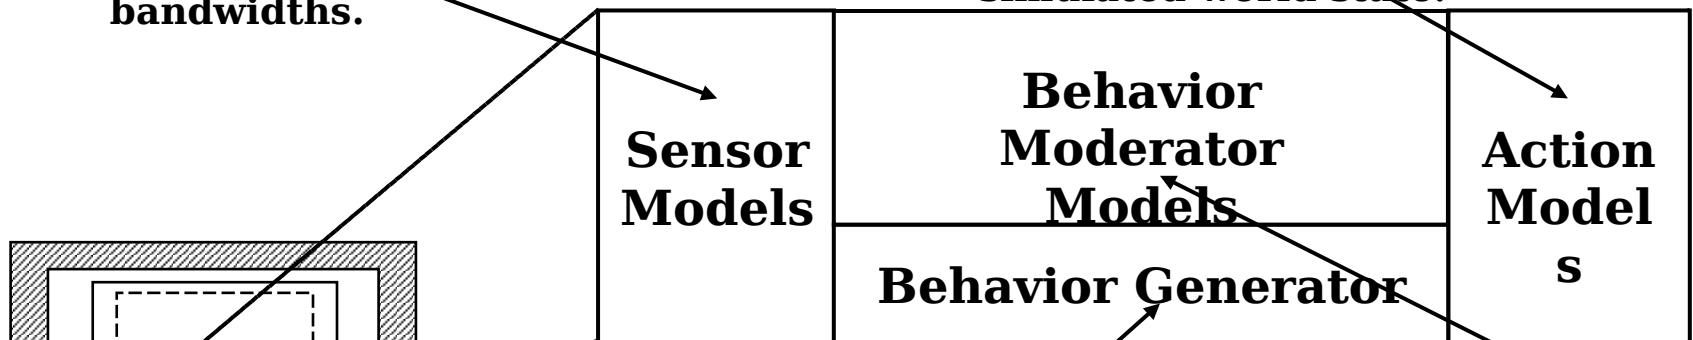 bandwidths.
Behavior
Moderator
Models
Sensor
Models
Action
Model
s
Behavior Generator